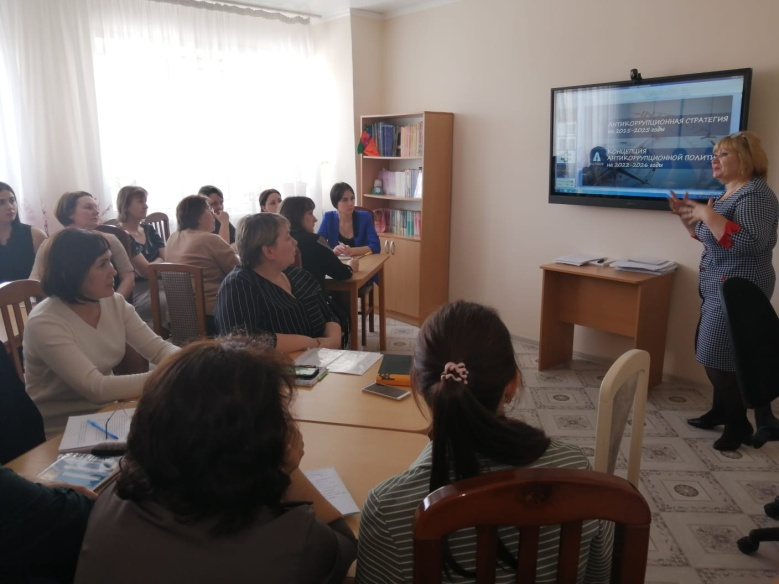 АНТИКОРРУПЦИОННАЯ СТРАТЕГИЯ
на 2015-2025 годы
КОНЦЕПЦИЯ
АНТИКОРРУПЦИОННОЙ
на 2022-2026 годы